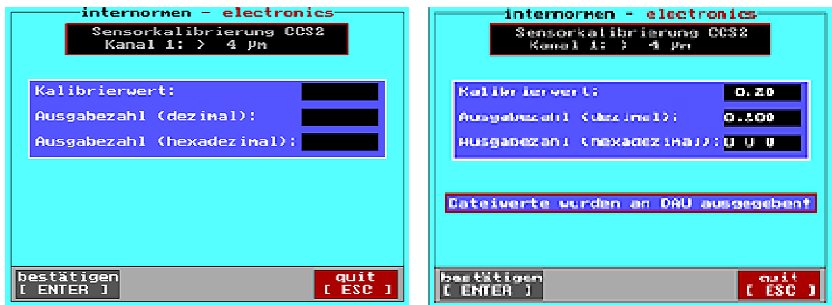 internormen - electronics
Sensorkalibrierung CCS2
Kanal 1: > 4 µm
Kalibrierwert:
Ausgabezahl (dezimal):
Ausgabezahl (hexadezimal):
bestätigen
[ ENTER ]
quit
[ ESC ]
internormen - electronics
Sensorkalibrierung CCS2
Kanal 1: > 4 µm
Kalibrierwert: 0.20
Ausgabezahl (dezimal):
Ausgabezahl (hexadezimal):
Dateiwerte wurden an DAU ausgegeben!
bestätigen
[ ENTER ]
quit
[ ESC ]